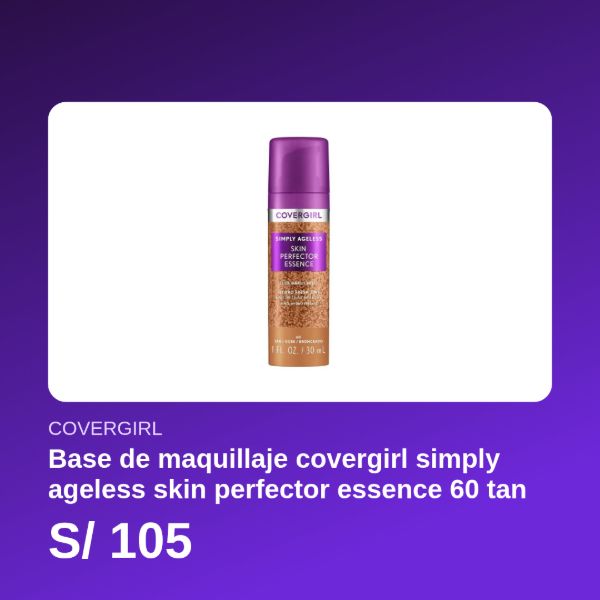 COVERGIRL
SIMPLY AGELESS
SKIN
PERFECTOR
ESSENCE
1 FL. OZ. / 30 mL
COVERGIRL
Base de maquillaje covergirl simply
ageless skin perfector essence 60 tan
S/ 105